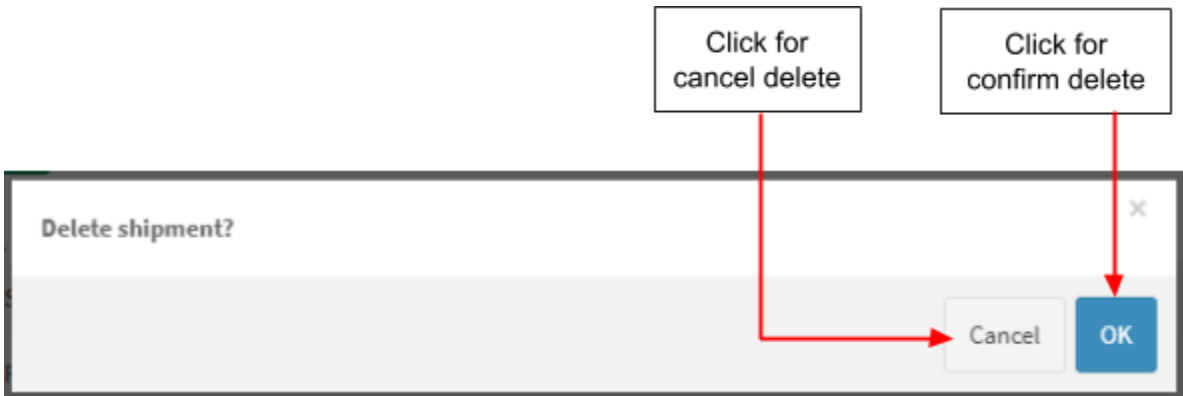 Click for
cancel delete
Click for
confirm delete
Delete shipment?
×
Cancel
OK